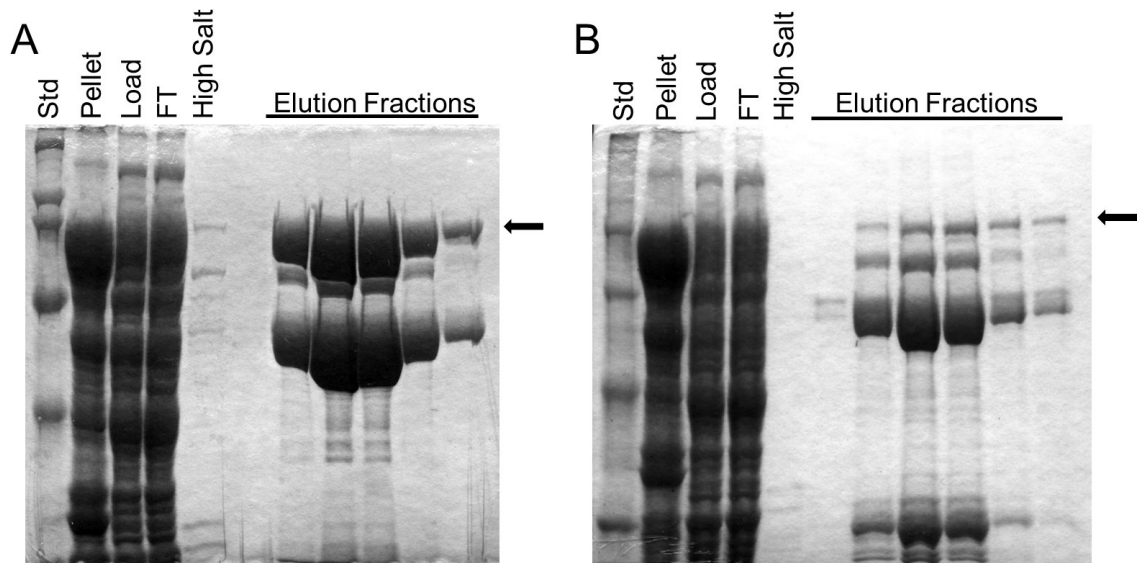 A
Std
Pellet
Load
FT
High Salt
Elution Fractions
B
Std
Pellet
Load
FT
High Salt
Elution Fractions